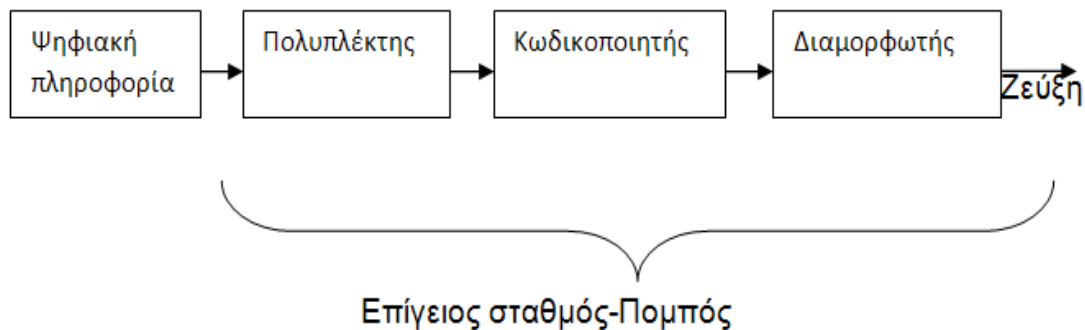 Ψηφιακή
πληροφορία
Πολυπλέκτης
Κωδικοποιητής
Διαμορφωτής
Ζεύξη
Επίγειος σταθμός-Πομπός